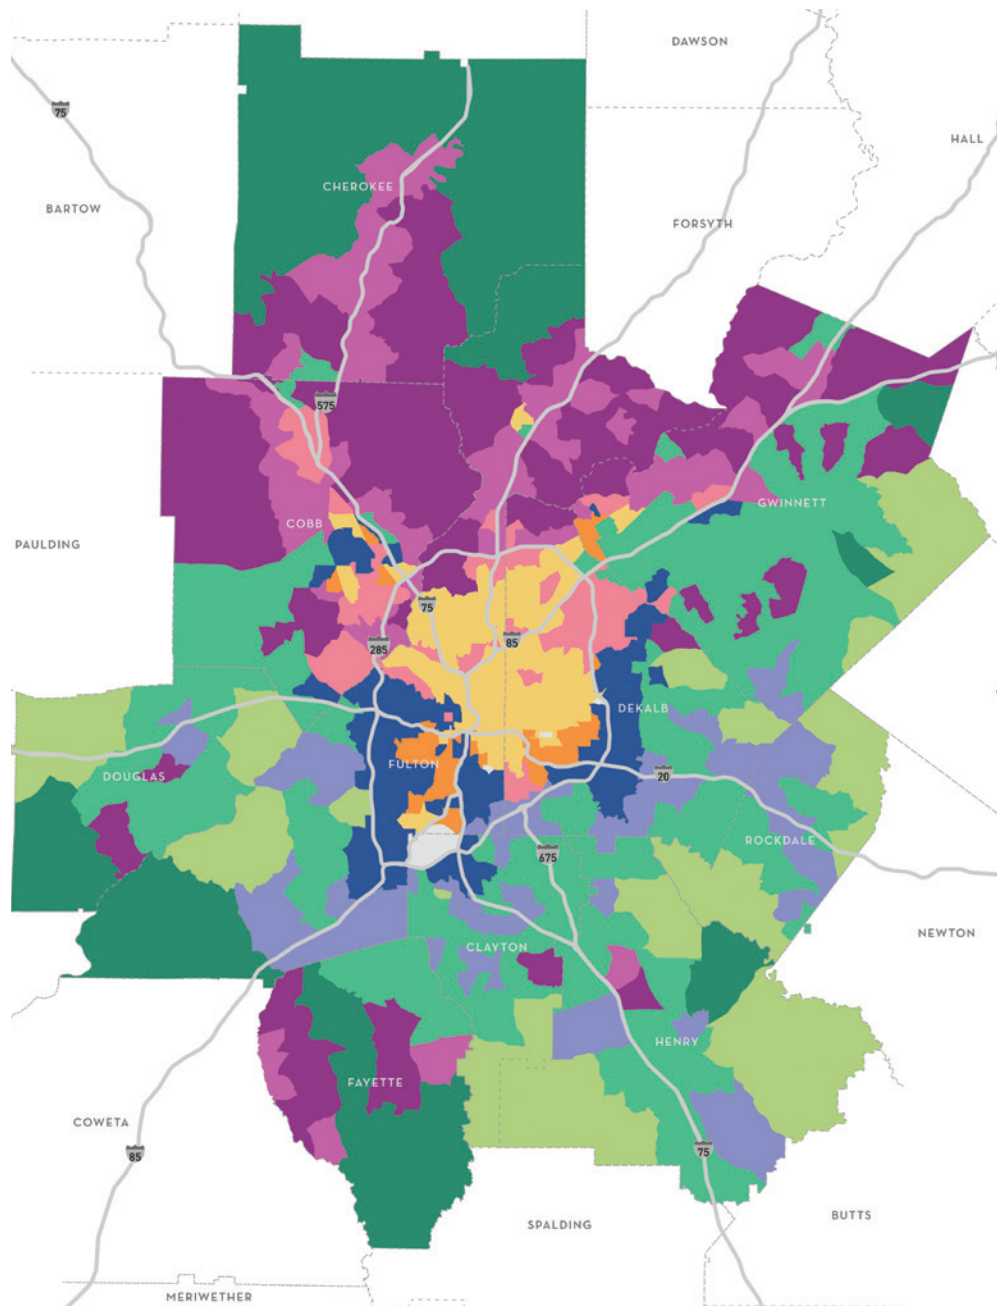 DAWSON
75
HALL
CHEROKEE
BARTOW
FORSYTH
575
GWINNETT
COBB
PAULDING
75
85
285
DEKALB
FULTON
20
DOUGLAS
ROCKDALE
675
NEWTON
CLAYTON
HENRY
FAYETTE
COWETA
85
75
BUTTS
SPALDING
MERIWETHER